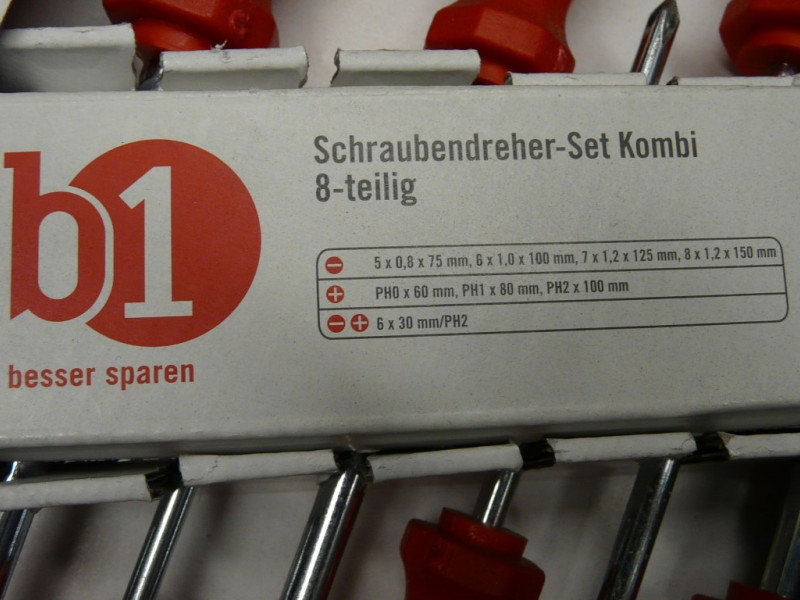 b1
besser sparen
Schraubendreher-Set Kombi
8-teilig
5 x 0,8 x 75 mm, 6 x 1,0 x 100 mm, 7 x 1,2 x 125 mm, 8 x 1,2 x 150 mm
PH0 x 60 mm, PH1 x 80 mm, PH2 x 100 mm
6 x 30 mm/PH2